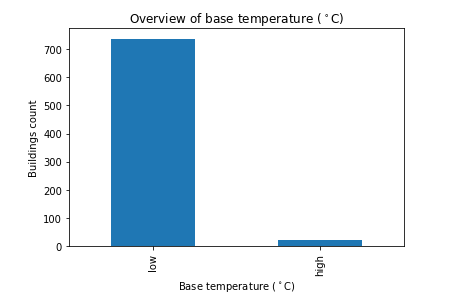 Overview of base temperature (°C)
Buildings count
700
600
500
400
300
200
100
0
low
high
Base temperature (°C)